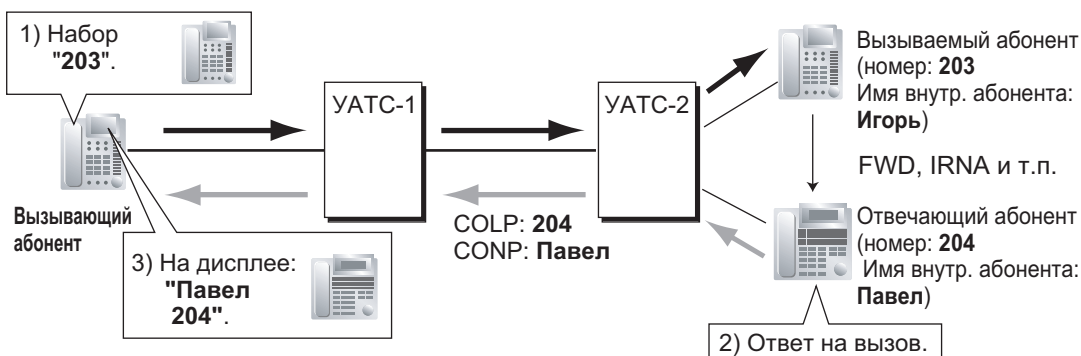 1) Набор
"203".
УАТС-1
УАТС-2
Вызываемый абонент
(номер: 203
Имя внутр. абонента:
Игорь)
FWD, IRNA и т.п.
Вызывающий
абонент
COLP: 204
CONP: Павел
Отвечающий абонент
(номер: 204
Имя внутр. абонента:
Павел)
3) На дисплее:
"Павел
204".
2) Ответ на вызов.